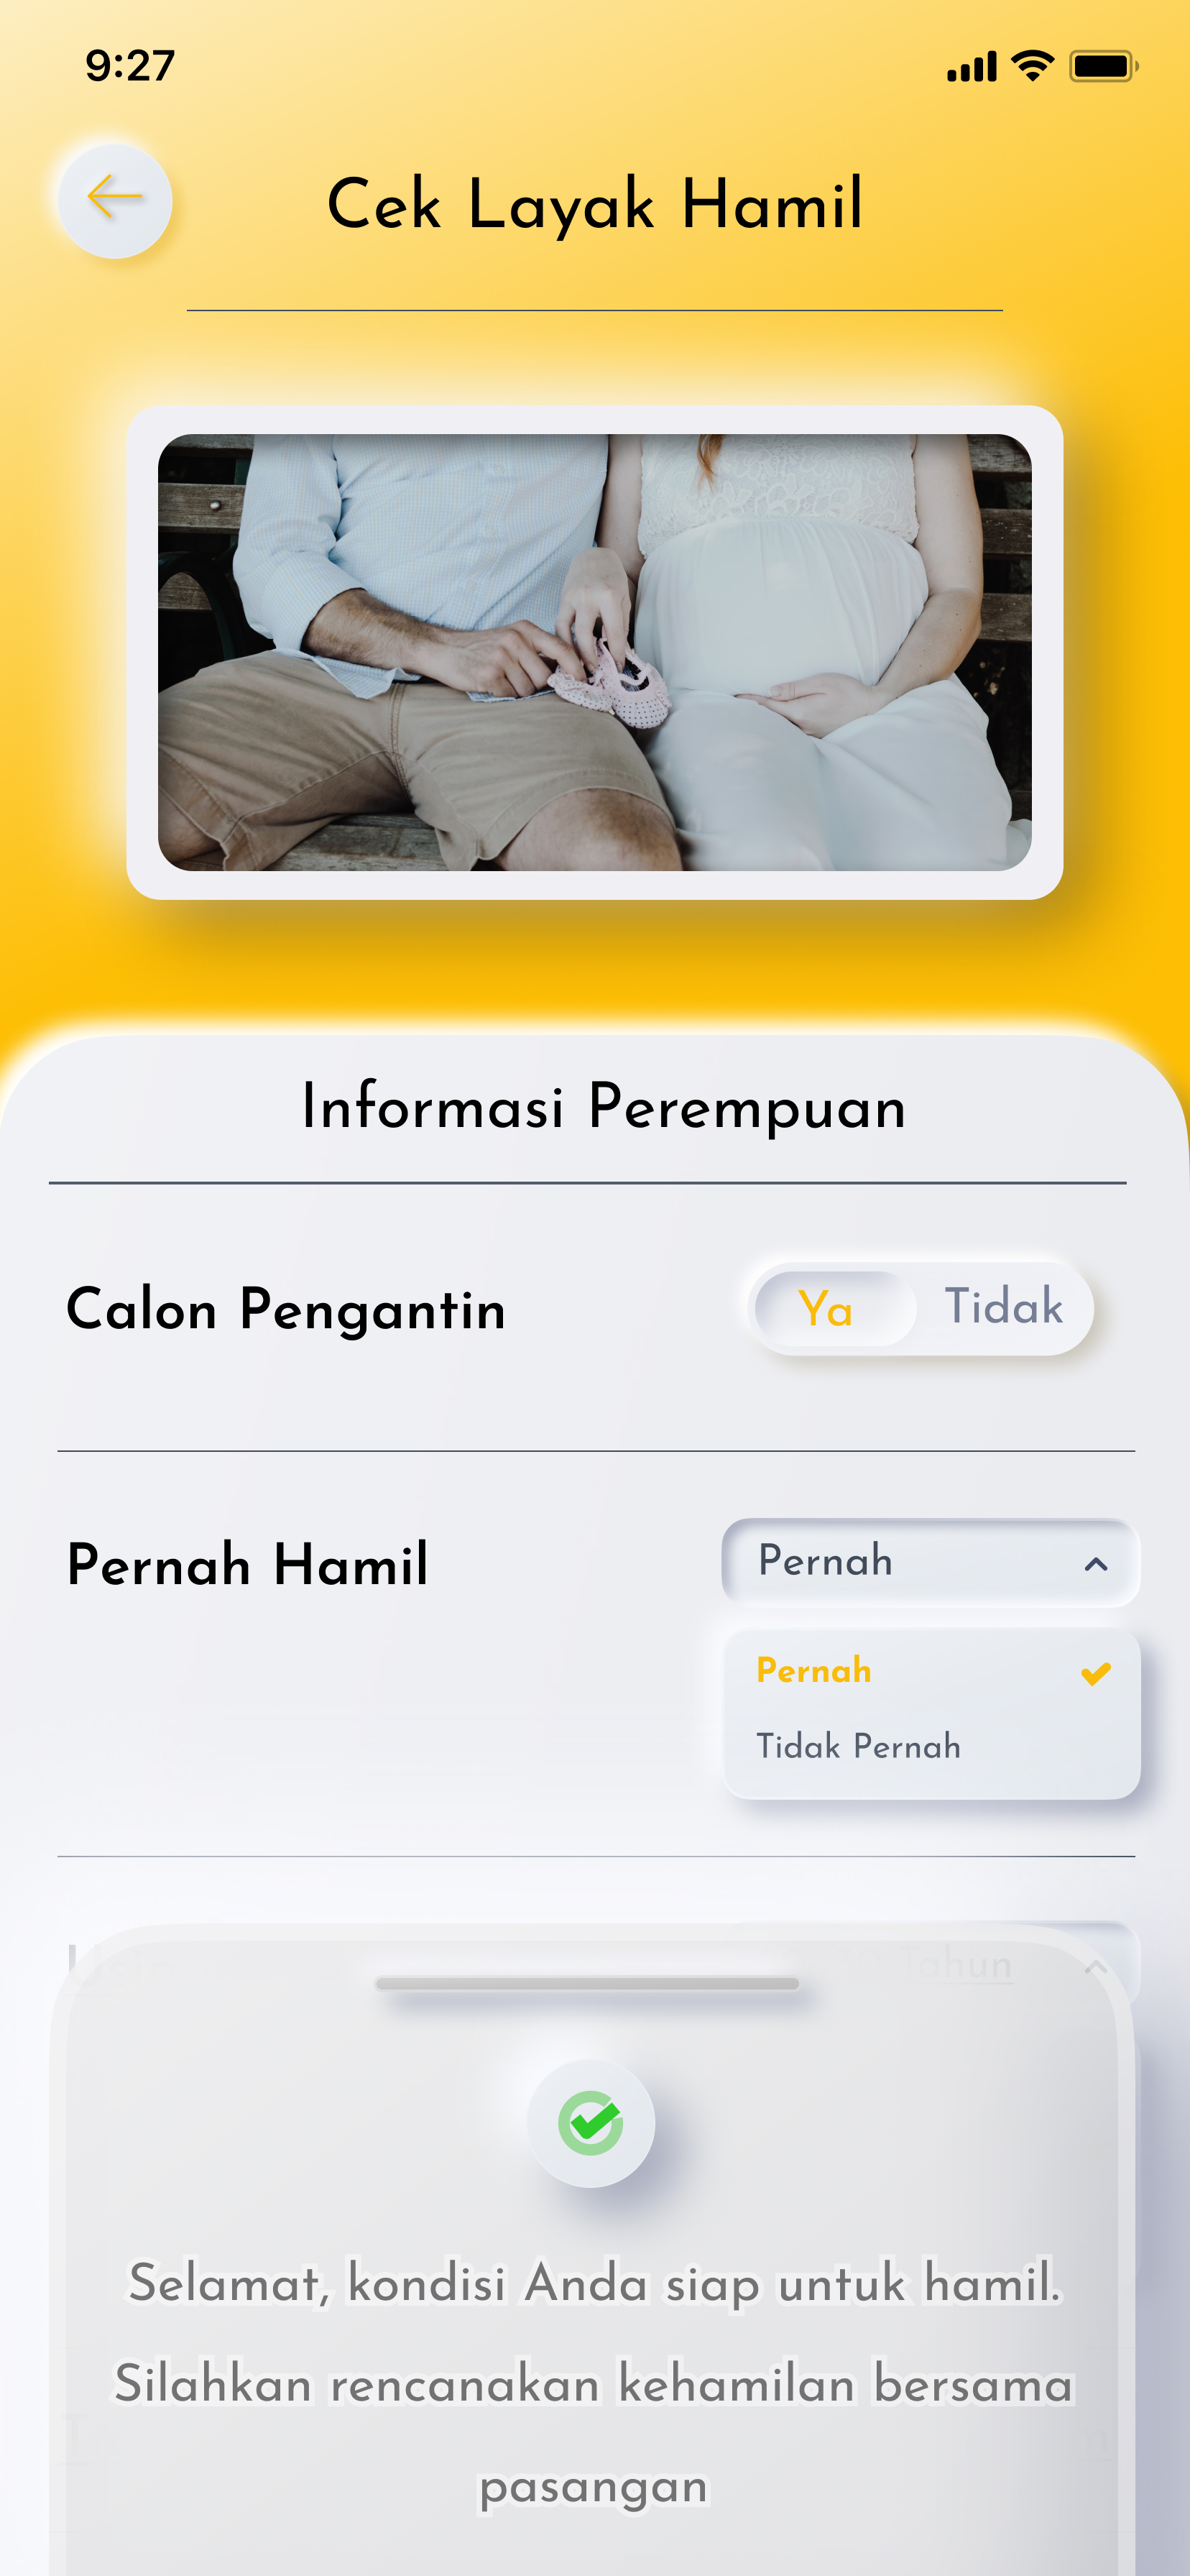 9:27
Cek Layak Hamil
Informasi Perempuan
Calon Pengantin
Ya
Tidak
Pernah Hamil
Pernah
Pernah
Tidak Pernah
Usia
Tahun
Selamat, kondisi Anda siap untuk hamil.
Silahkan rencanakan kehamilan bersama
pasangan